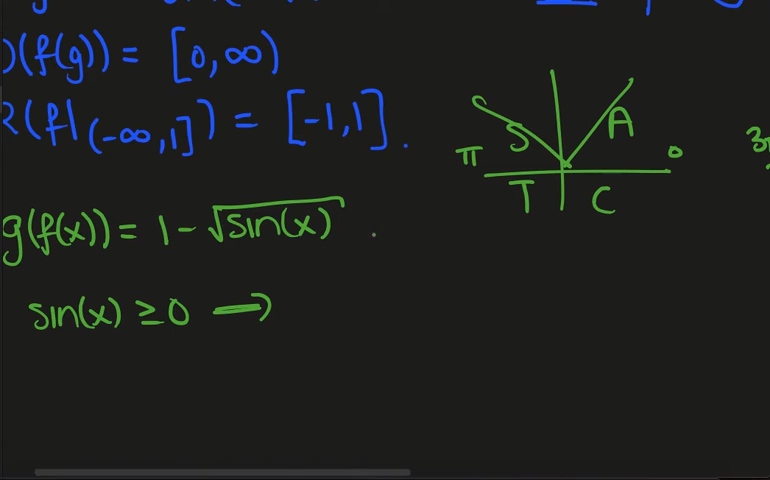 D(f(g)) = [0, ∞)
R(f|(-∞, 1]) = [-1, 1].
g(f(x)) = 1 - √sin(x)
sin(x) ≥ 0 ⟹
S A
π 0
T C